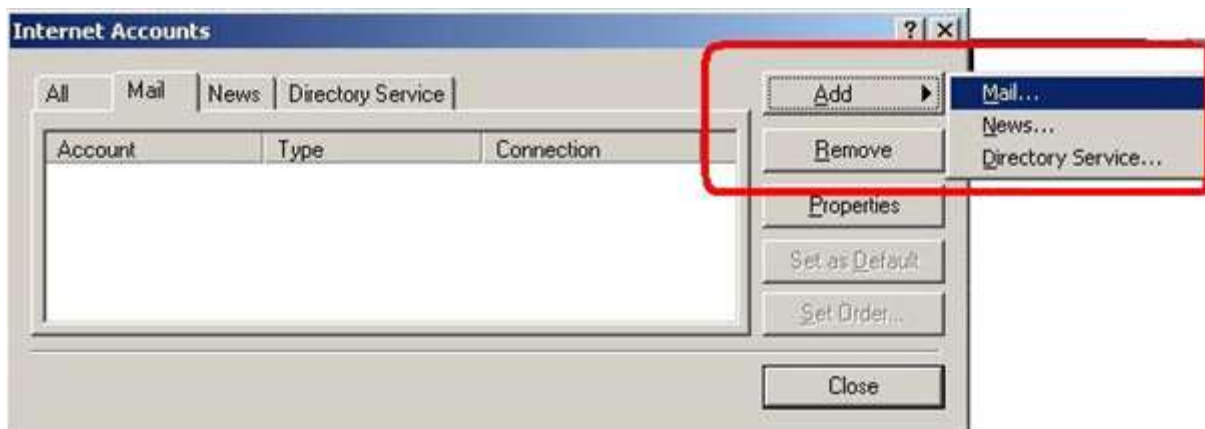 Internet Accounts
All Mail News Directory Service
Account Type Connection
Add
Remove
Properties
Set as Default
Set Order...
Close
Mail...
News...
Directory Service...